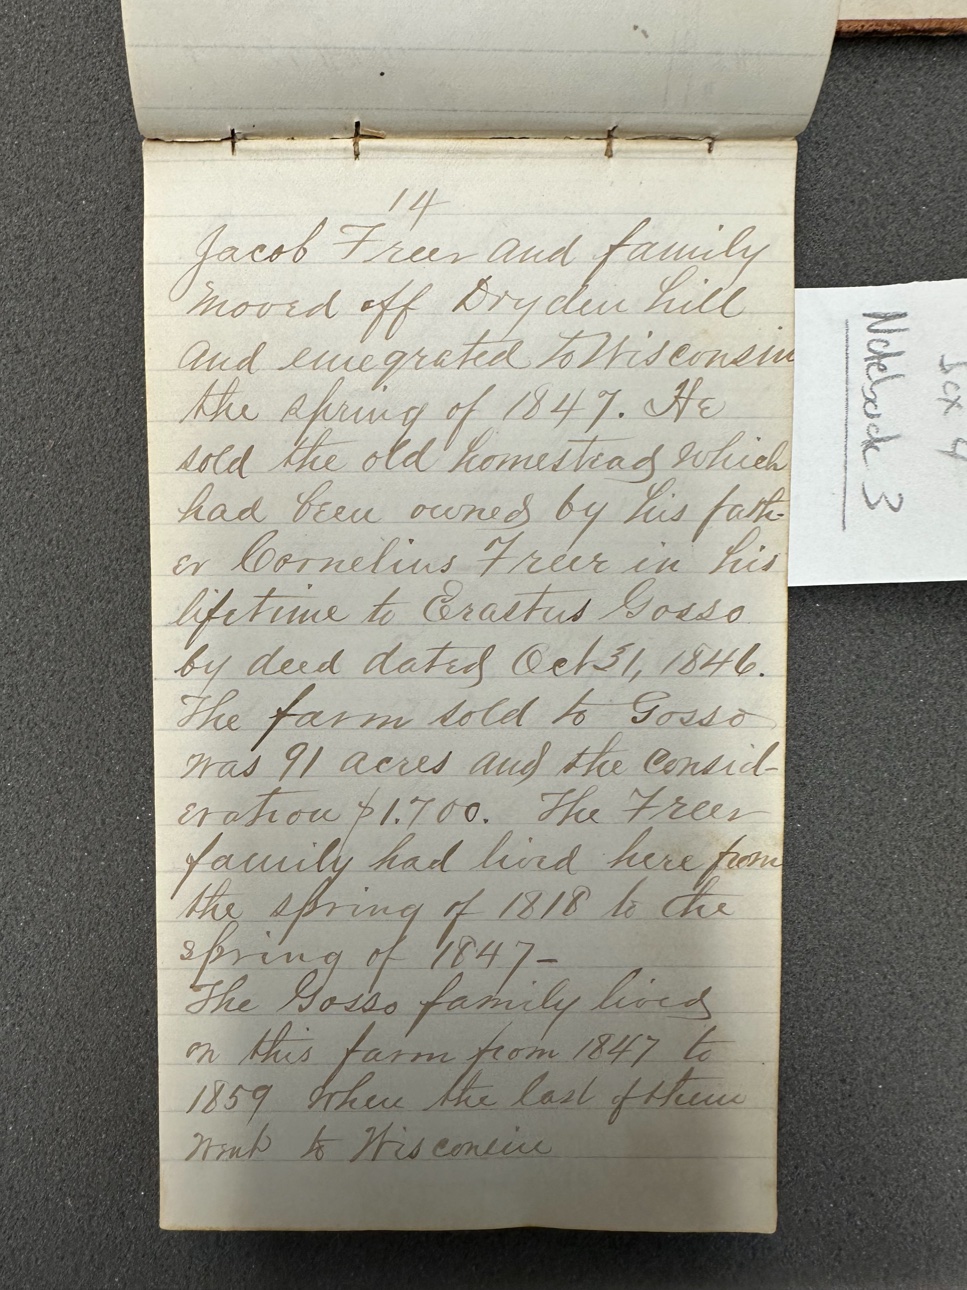 14
Jacob Freer and family
moved off Dryden hill
and emegrated to Wisconsin
the spring of 1847. He
sold the old homestead which
had been owned by his fath-
er Cornelius Freer in his
lifetime to Erastus Gosso
by deed dated Oct 31, 1846.
The farm sold to Gosso
was 91 acres and the consid-
eration $1.700. The Freer
family had lived here from
the spring of 1818 to the
spring of 1847-
The Gosso family lived
on this farm from 1847 to
1859 when the last of them
went to Wisconsin
Box 4
Notebook 3